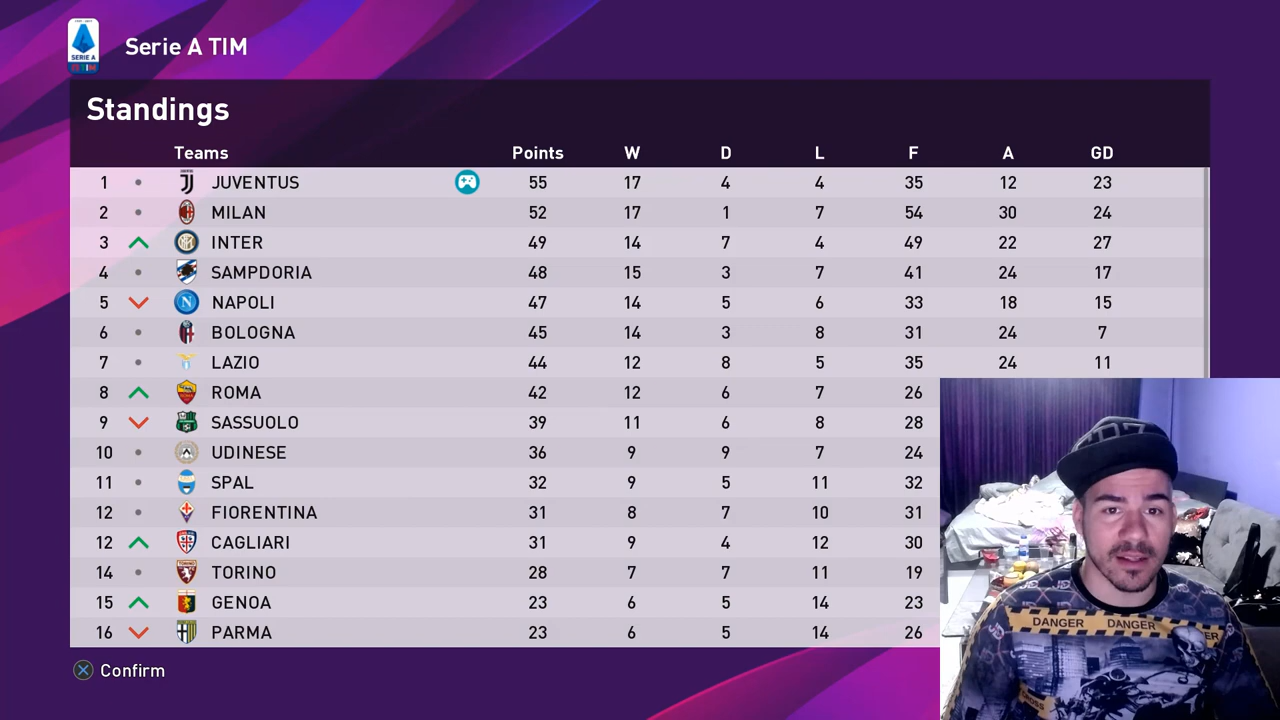 SERIE A
TIM
Serie A TIM
Standings
Teams Points W D L F A GD
1 JUVENTUS 55 17 4 4 35 12 23
2 MILAN 52 17 1 7 54 30 24
3 INTER 49 14 7 4 49 22 27
4 SAMPDORIA 48 15 3 7 41 24 17
5 NAPOLI 47 14 5 6 33 18 15
6 BOLOGNA 45 14 3 8 31 24 7
7 LAZIO 44 12 8 5 35 24 11
8 ROMA 42 12 6 7 26
9 SASSUOLO 39 11 6 8 28
10 UDINESE 36 9 9 7 24
11 SPAL 32 9 5 11 32
12 FIORENTINA 31 8 7 10 31
12 CAGLIARI 31 9 4 12 30
14 TORINO 28 7 7 11 19
15 GENOA 23 6 5 14 23
16 PARMA 23 6 5 14 26
Confirm
DANGER DANGER